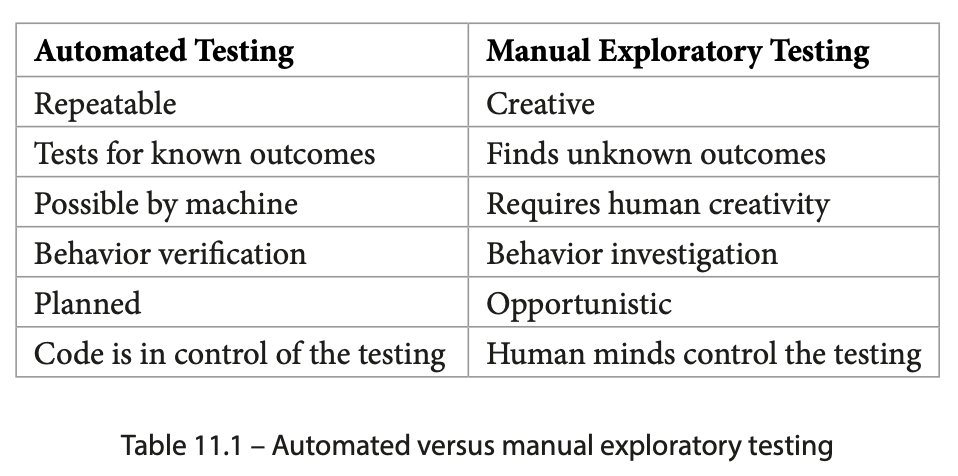 Automated Testing Manual Exploratory Testing
Repeatable Creative
Tests for known outcomes Finds unknown outcomes
Possible by machine Requires human creativity
Behavior verification Behavior investigation
Planned Opportunistic
Code is in control of the testing Human minds control the testing
Table 11.1 – Automated versus manual exploratory testing